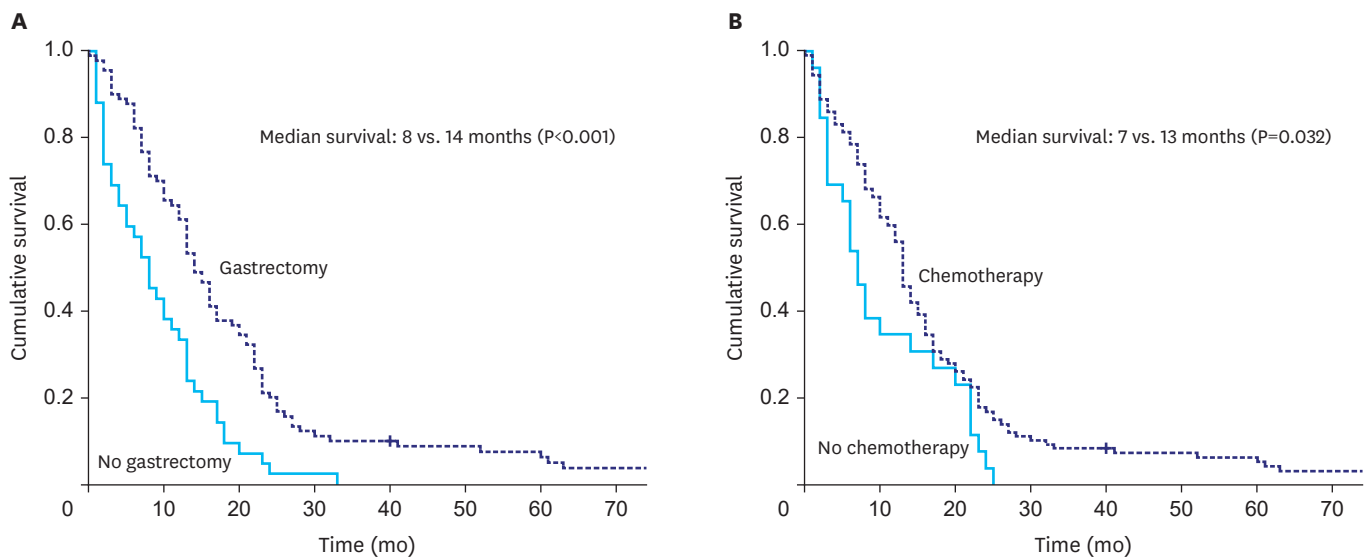 A
1.0
0.8
0.6
0.4
0.2
0
10
20
30
40
50
60
70
Cumulative survival
Time (mo)
Median survival: 8 vs. 14 months (P<0.001)
Gastrectomy
No gastrectomy
B
1.0
0.8
0.6
0.4
0.2
0
10
20
30
40
50
60
70
Cumulative survival
Time (mo)
Median survival: 7 vs. 13 months (P=0.032)
Chemotherapy
No chemotherapy